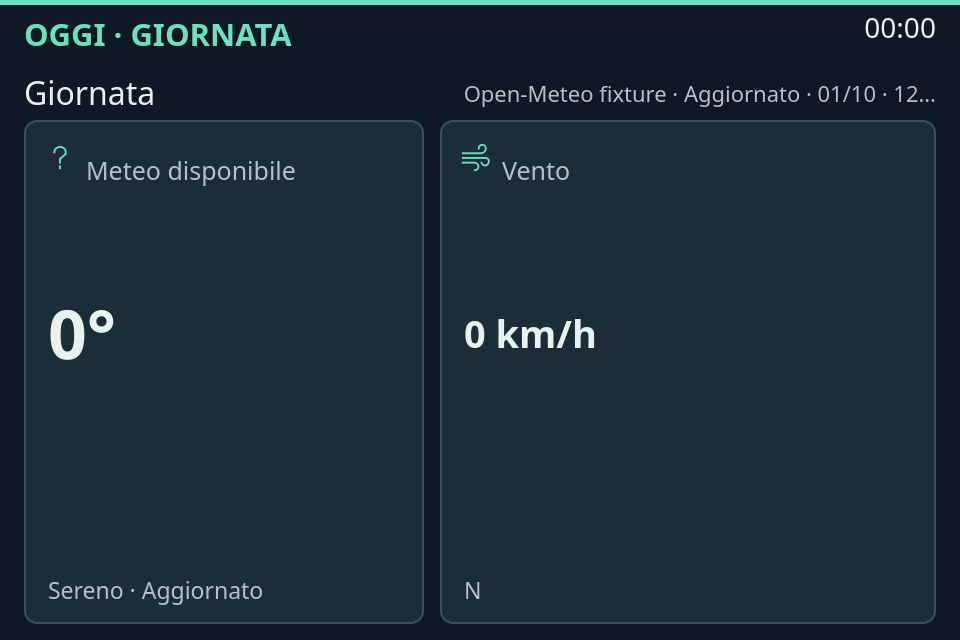 OGGI · GIORNATA
00:00
Giornata
Open-Meteo fixture · Aggiornato · 01/10 · 12…
?
Meteo disponibile
Vento
0°
0 km/h
Sereno · Aggiornato
N